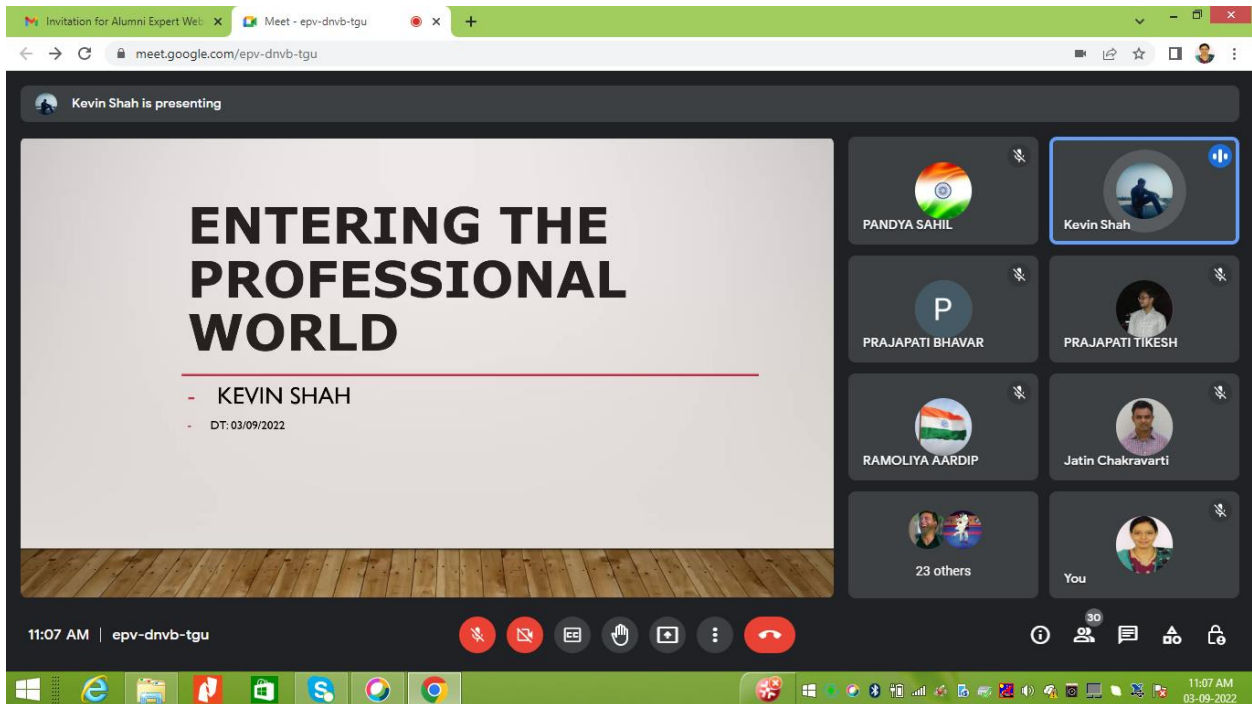 Invitation for Alumni Expert Web
Meet - epv-dnvb-tgu
meet.google.com/epv-dnvb-tgu
Kevin Shah is presenting
ENTERING THE
PROFESSIONAL
WORLD
- KEVIN SHAH
- DT: 03/09/2022
PANDYA SAHIL
Kevin Shah
P
PRAJAPATI BHAVAR
PRAJAPATI TIKESH
RAMOLIYA AARDIP
Jatin Chakravarti
23 others
You
11:07 AM | epv-dnvb-tgu
CC
30
11:07 AM
03-09-2022